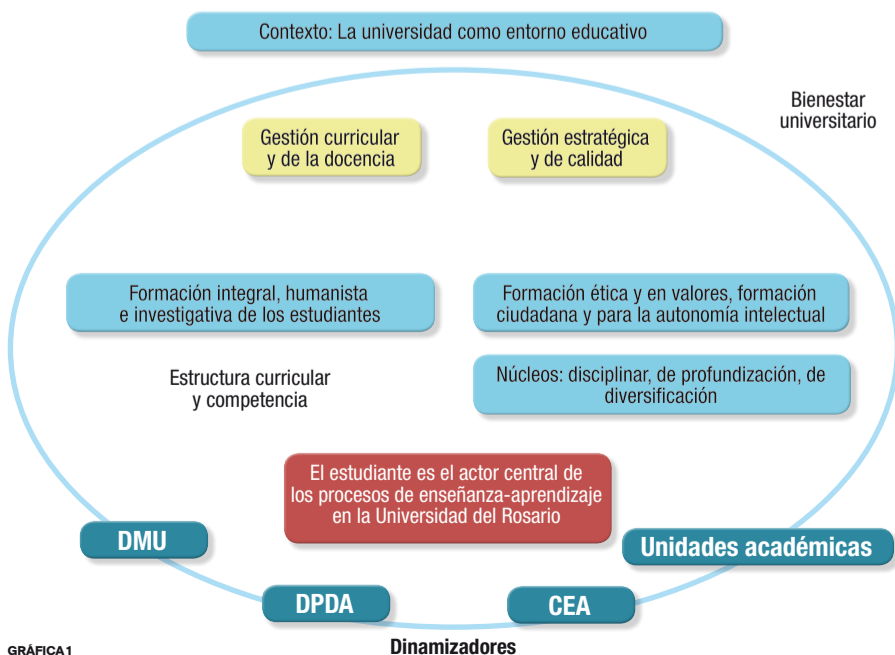 Contexto: La universidad como entorno educativo
Bienestar
universitario
Gestión curricular
y de la docencia
Gestión estratégica
y de calidad
Formación integral, humanista
e investigativa de los estudiantes
Formación ética y en valores, formación
ciudadana y para la autonomía intelectual
Estructura curricular
y competencia
Núcleos: disciplinar, de profundización, de
diversificación
El estudiante es el actor central de
los procesos de enseñanza-aprendizaje
en la Universidad del Rosario
DMU
Unidades académicas
DPDA
CEA
Dinamizadores
GRÁFICA 1